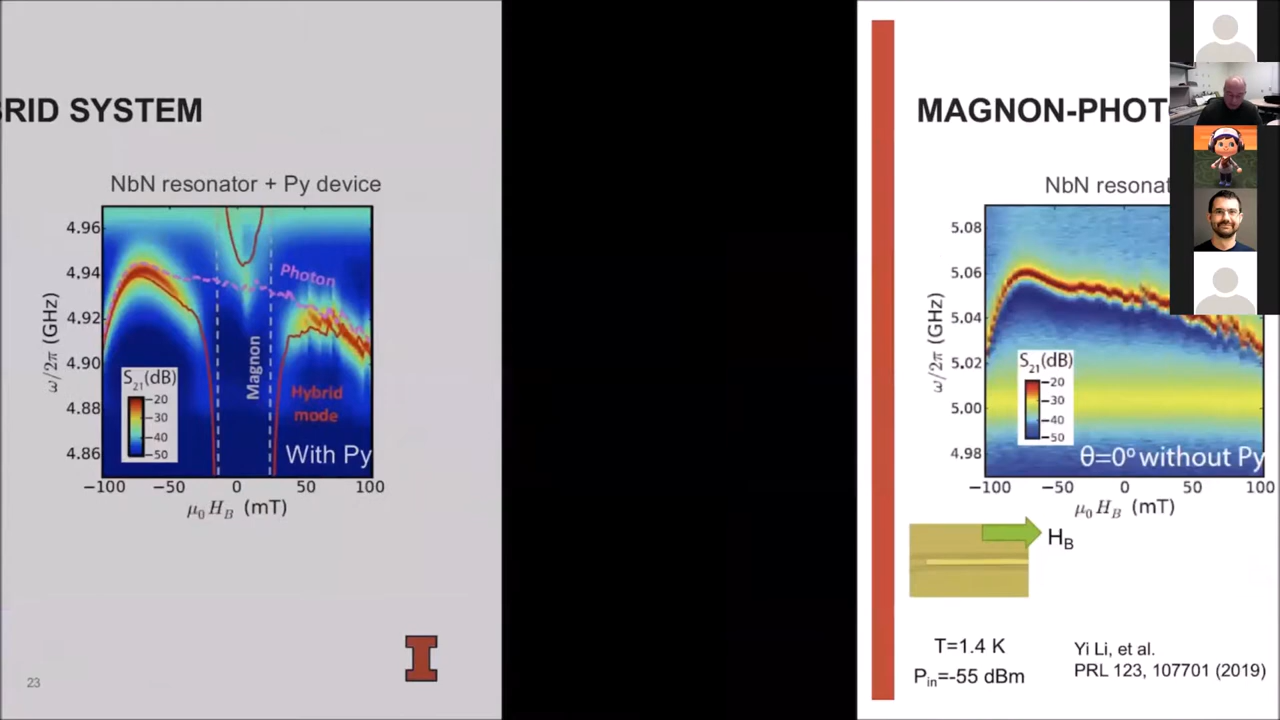 BRID SYSTEM
NbN resonator + Py device
4.96
4.94
4.92
4.90
4.88
4.86
ω/2π (GHz)
Photon
Magnon
Hybrid
mode
S21(dB)
−20
−30
−40
−50
With Py
−100 −50 0 50 100
μ0 HB (mT)
23
MAGNON-PHOT
NbN resonat
5.08
5.06
5.04
5.02
5.00
4.98
ω/2π (GHz)
S21(dB)
−20
−30
−40
−50
θ=0° without Py
−100 −50 0 50 100
μ0 HB (mT)
HB
T=1.4 K
Pin=-55 dBm
Yi Li, et al.
PRL 123, 107701 (2019)